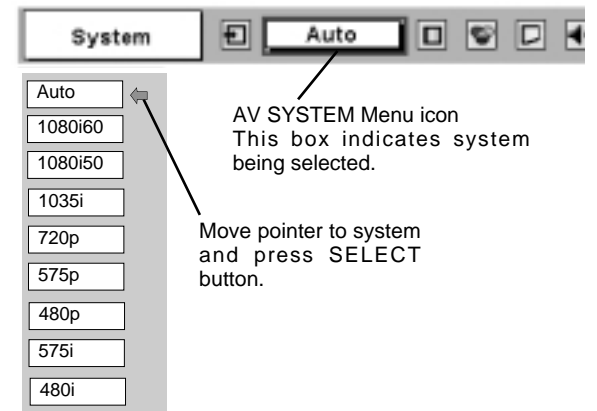 System
Auto
Auto
1080i60
1080i50
1035i
720p
575p
480p
575i
480i
AV SYSTEM Menu icon
This box indicates system
being selected.
Move pointer to system
and press SELECT
button.